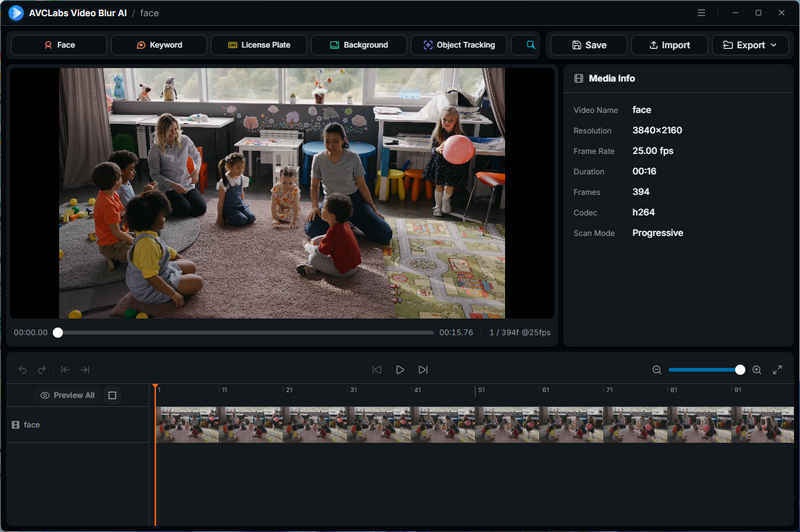 AVCLabs Video Blur AI / face
Face
Keyword
License Plate
Background
Object Tracking
Save
Import
Export
Media Info
Video Name face
Resolution 3840×2160
Frame Rate 25.00 fps
Duration 00:16
Frames 394
Codec h264
Scan Mode Progressive
00:00.00
00:15.76
1 / 394f @25fps
Preview All
1 11 21 31 41 51 61 71 81 91
face